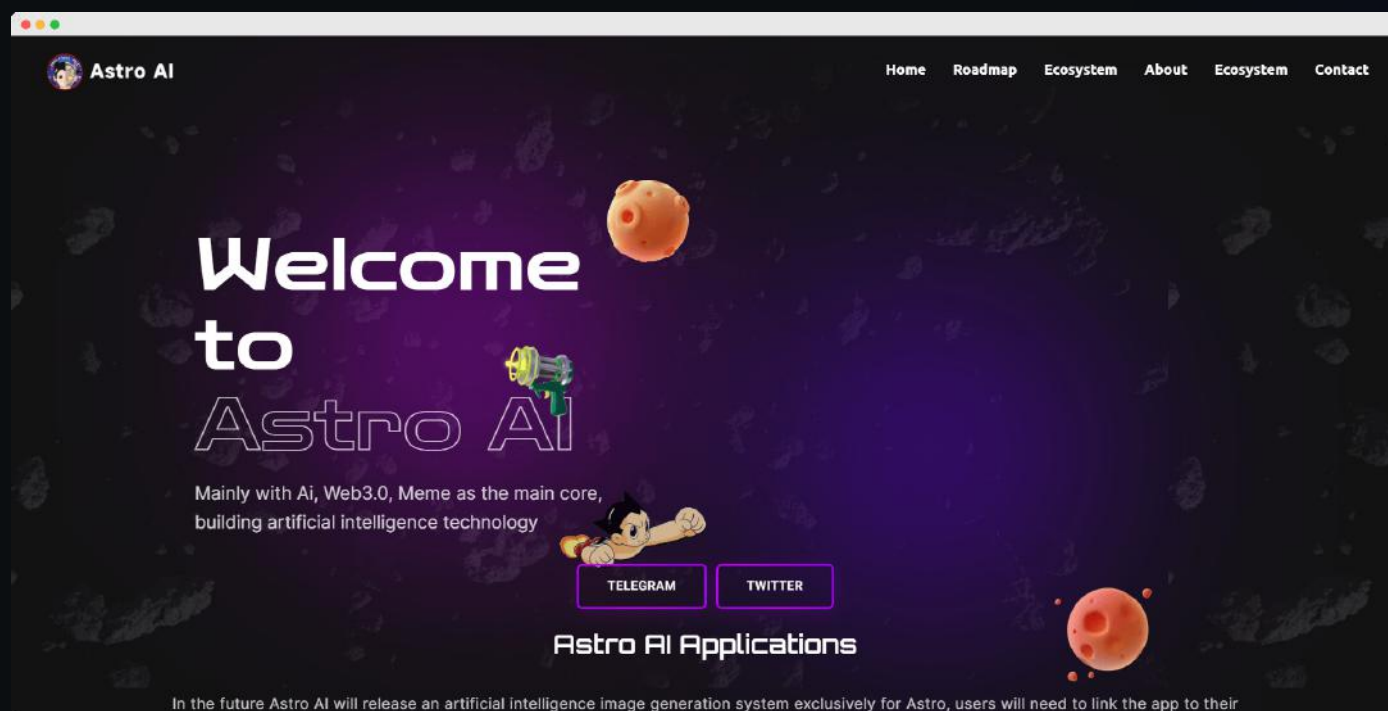 Astro AI
Home Roadmap Ecosystem About Ecosystem Contact
Welcome
to
Astro AI
Mainly with Ai, Web3.0, Meme as the main core,
building artificial intelligence technology
TELEGRAM TWITTER
Astro AI Applications
In the future Astro AI will release an artificial intelligence image generation system exclusively for Astro, users will need to link the app to their